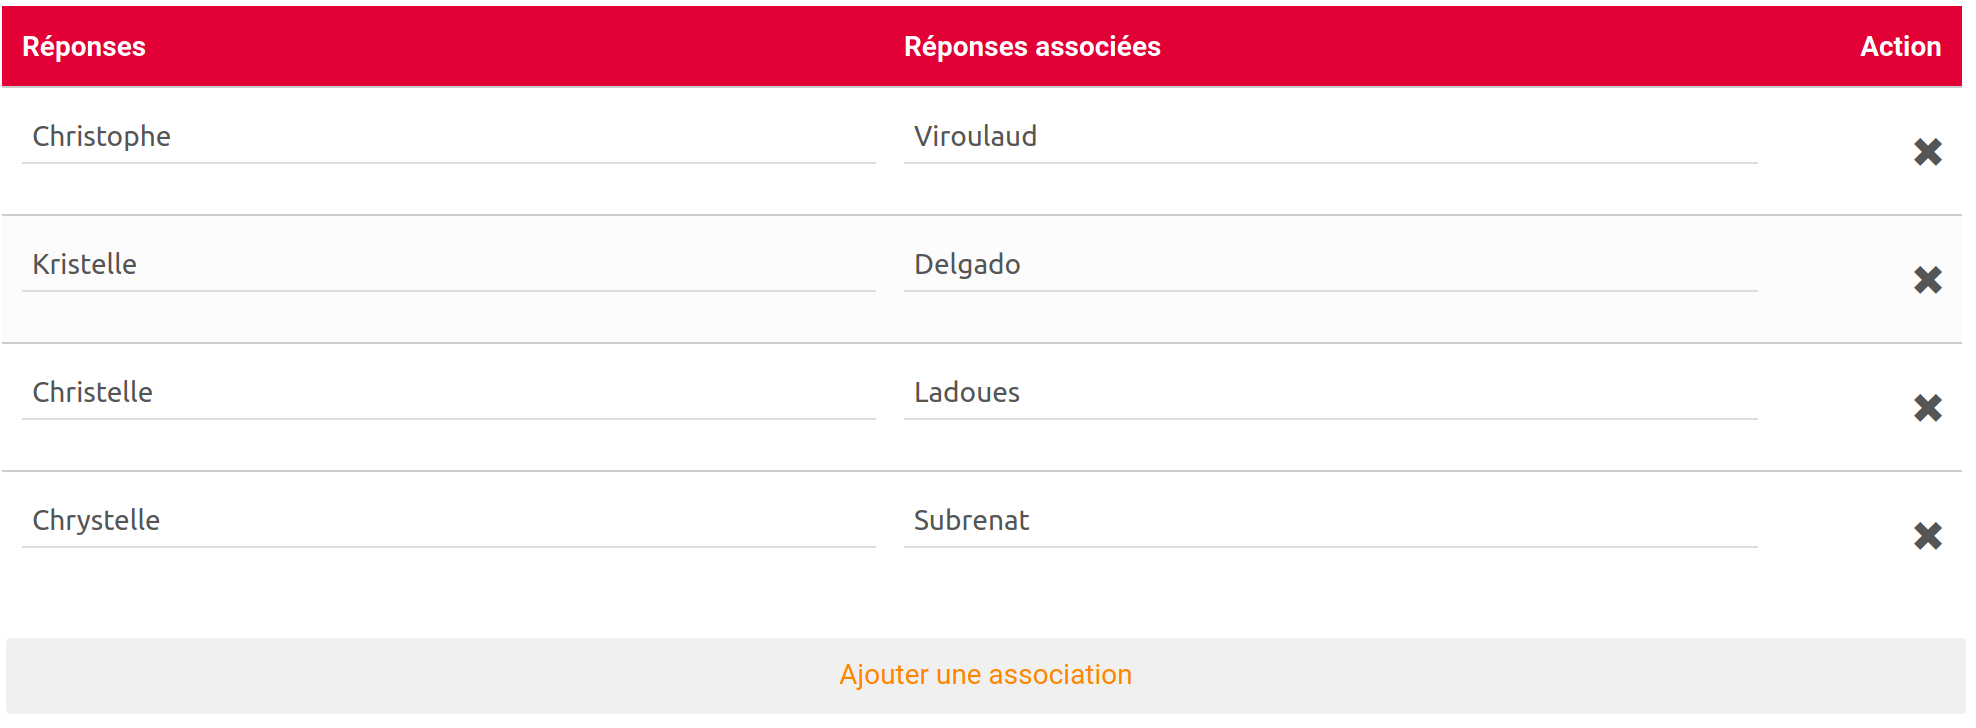 Réponses Réponses associées Action
Christophe Viroulaud
Kristelle Delgado
Christelle Ladoues
Chrystelle Subrenat
Ajouter une association